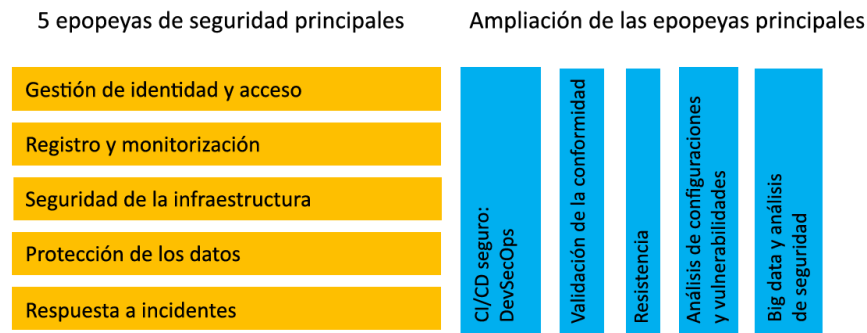 5 epopeyas de seguridad principales
Ampliación de las epopeyas principales
Gestión de identidad y acceso
Registro y monitorización
Seguridad de la infraestructura
Protección de los datos
Respuesta a incidentes
CI/CD seguro:
DevSecOps
Validación de la conformidad
Resistencia
Análisis de configuraciones
y vulnerabilidades
Big data y análisis
de seguridad